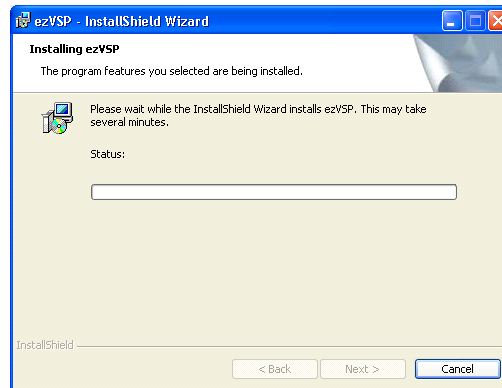 ezVSP - InstallShield Wizard
Installing ezVSP
The program features you selected are being installed.
Please wait while the InstallShield Wizard installs ezVSP. This may take
several minutes.
Status:
InstallShield
< Back
Next >
Cancel